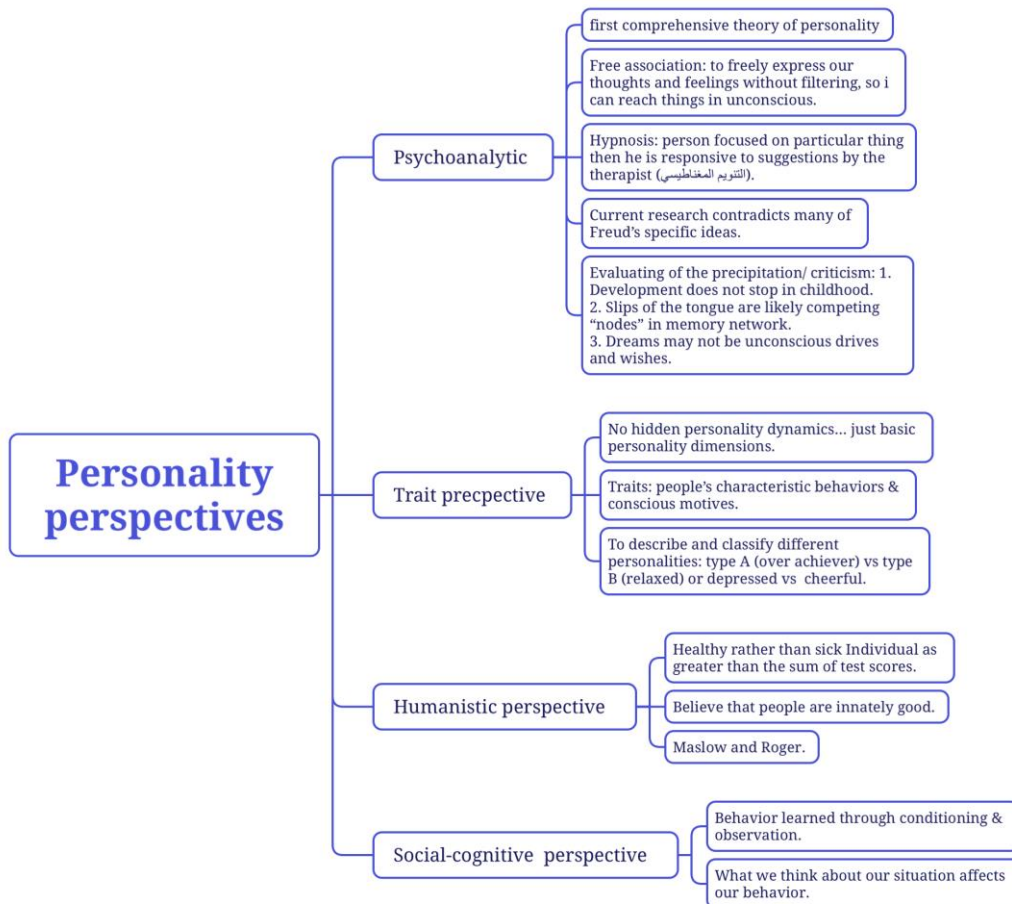 Personality
perspectives
Psychoanalytic
first comprehensive theory of personality
Free association: to freely express our
thoughts and feelings without filtering, so i
can reach things in unconscious.
Hypnosis: person focused on particular thing
then he is responsive to suggestions by the
therapist (التنويم المغناطيسي).
Current research contradicts many of
Freud’s specific ideas.
Evaluating of the precipitation/ criticism: 1.
Development does not stop in childhood.
2. Slips of the tongue are likely competing
“nodes” in memory network.
3. Dreams may not be unconscious drives
and wishes.
Trait precpective
No hidden personality dynamics... just basic
personality dimensions.
Traits: people’s characteristic behaviors &
conscious motives.
To describe and classify different
personalities: type A (over achiever) vs type
B (relaxed) or depressed vs cheerful.
Humanistic perspective
Healthy rather than sick Individual as
greater than the sum of test scores.
Believe that people are innately good.
Maslow and Roger.
Social-cognitive perspective
Behavior learned through conditioning &
observation.
What we think about our situation affects
our behavior.